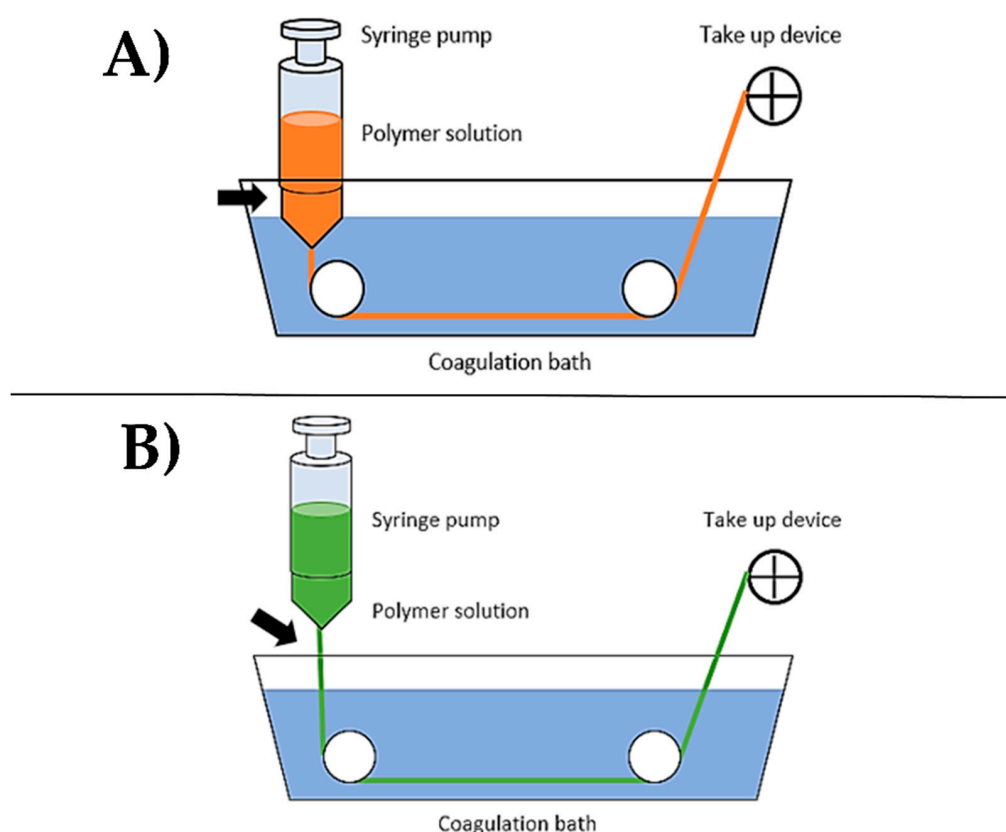 A)
Syringe pump
Take up device
Polymer solution
Coagulation bath
B)
Syringe pump
Take up device
Polymer solution
Coagulation bath